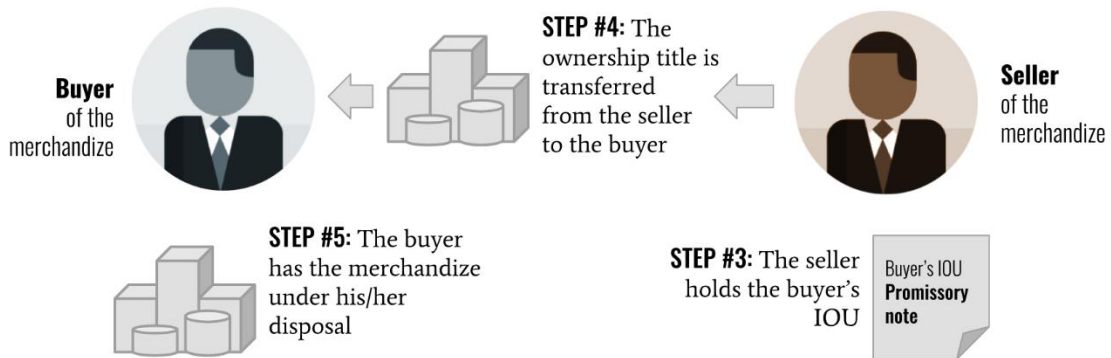 Buyer
of the
merchandize
STEP #4: The
ownership title is
transferred
from the seller
to the buyer
Seller
of the
merchandize
STEP #5: The buyer
has the merchandize
under his/her
disposal
STEP #3: The seller
holds the buyer's
IOU
Buyer's IOU
Promissory
note